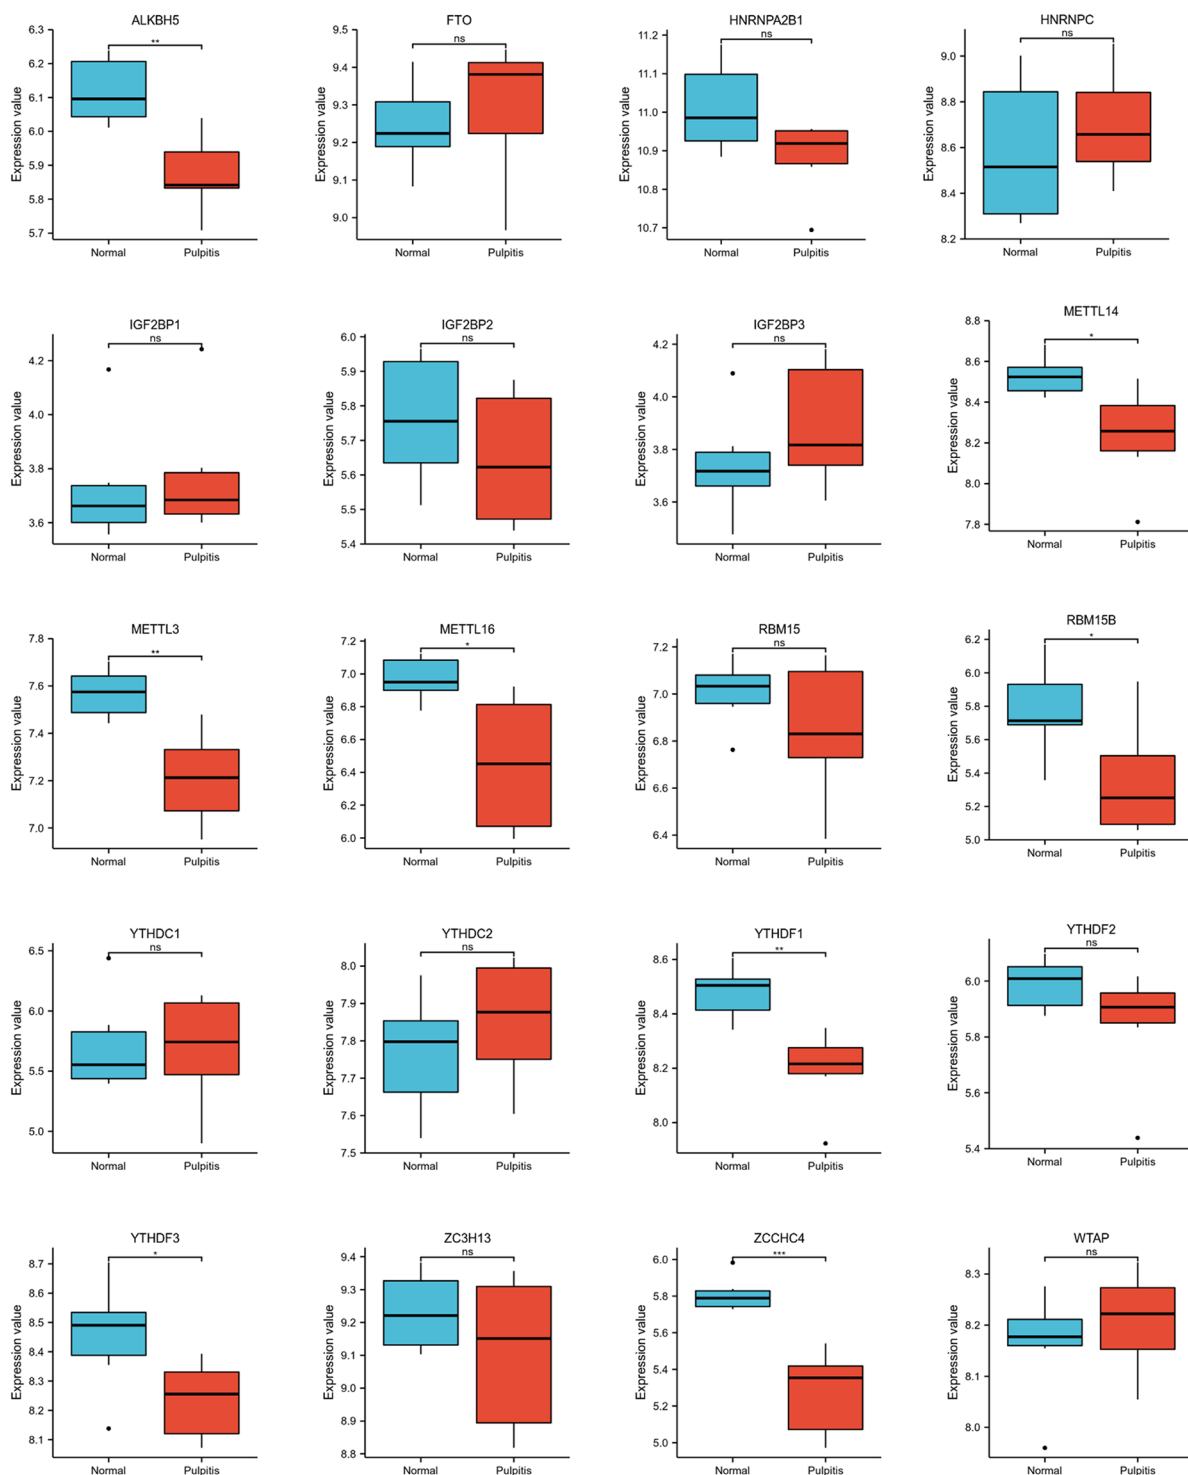 ALKBH5
**
6.3
6.2
6.1
6.0
5.9
5.8
5.7
Expression value
Normal
Pulpitis
FTO
ns
9.5
9.4
9.3
9.2
9.1
9.0
Expression value
Normal
Pulpitis
HNRNPA2B1
ns
11.2
11.1
11.0
10.9
10.8
10.7
Expression value
Normal
Pulpitis
HNRNPC
ns
9.0
8.8
8.6
8.4
8.2
Expression value
Normal
Pulpitis
IGF2BP1
ns
4.2
4.0
3.8
3.6
Expression value
Normal
Pulpitis
IGF2BP2
ns
6.0
5.9
5.8
5.7
5.6
5.5
5.4
Expression value
Normal
Pulpitis
IGF2BP3
ns
4.2
4.0
3.8
3.6
Expression value
Normal
Pulpitis
METTL14
*
8.8
8.6
8.4
8.2
8.0
7.8
Expression value
Normal
Pulpitis
METTL3
**
7.8
7.6
7.4
7.2
7.0
Expression value
Normal
Pulpitis
METTL16
*
7.2
7.0
6.8
6.6
6.4
6.2
6.0
Expression value
Normal
Pulpitis
RBM15
ns
7.2
7.0
6.8
6.6
6.4
Expression value
Normal
Pulpitis
RBM15B
*
6.2
6.0
5.8
5.6
5.4
5.2
5.0
Expression value
Normal
Pulpitis
YTHDC1
ns
6.5
6.0
5.5
5.0
Expression value
Normal
Pulpitis
YTHDC2
ns
8.0
7.9
7.8
7.7
7.6
7.5
Expression value
Normal
Pulpitis
YTHDF1
**
8.6
8.4
8.2
8.0
Expression value
Normal
Pulpitis
YTHDF2
ns
6.0
5.8
5.6
5.4
Expression value
Normal
Pulpitis
YTHDF3
*
8.7
8.6
8.5
8.4
8.3
8.2
8.1
Expression value
Normal
Pulpitis
ZC3H13
ns
9.4
9.3
9.2
9.1
9.0
8.9
8.8
Expression value
Normal
Pulpitis
ZCCHC4
***
6.0
5.8
5.6
5.4
5.2
5.0
Expression value
Normal
Pulpitis
WTAP
ns
8.3
8.2
8.1
8.0
Expression value
Normal
Pulpitis